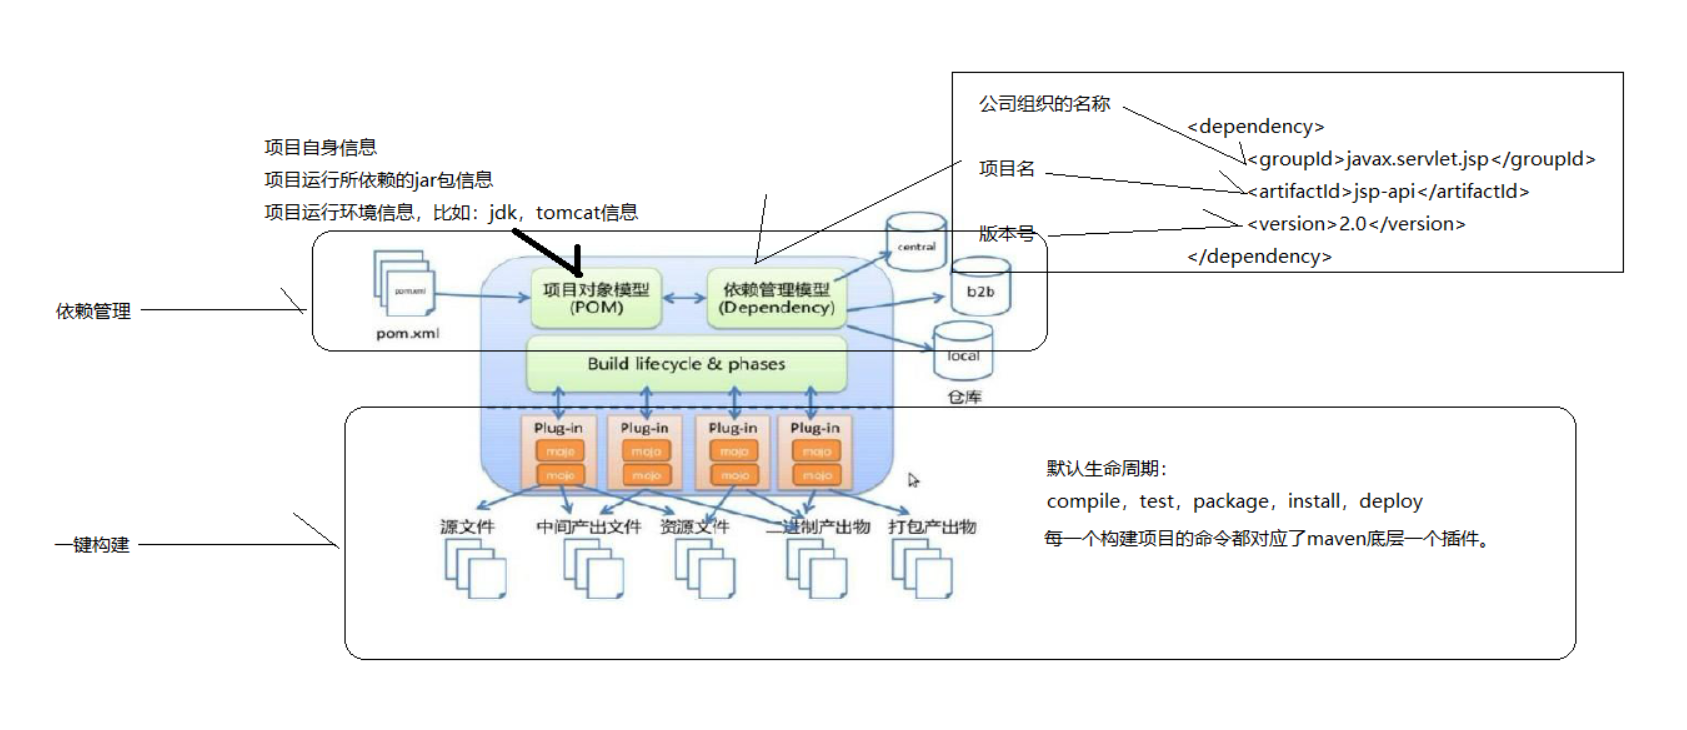 公司组织的名称
<dependency>
项目自身信息
<groupId>javax.servlet.jsp</groupId>
项目名
项目运行所依赖的jar包信息
<artifactId>jsp-api</artifactId>
项目运行环境信息，比如：jdk，tomcat信息
版本号
<version>2.0</version>
central
</dependency>
pom.xml
项目对象模型
(POM)
依赖管理模型
(Dependency)
b2b
依赖管理
pom.xml
local
Build lifecycle & phases
仓库
Plug-in
Plug-in
Plug-in
Plug-in
mojo
mojo
mojo
mojo
mojo
mojo
mojo
mojo
默认生命周期：
compile，test，package，install，deploy
每一个构建项目的命令都对应了maven底层一个插件。
源文件
中间产出文件
资源文件
二进制产出物
打包产出物
一键构建